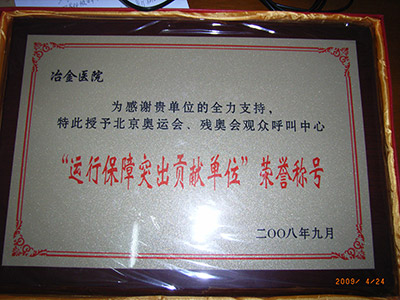 冶金医院
为感谢贵单位的全力支持，
特此授予北京奥运会、残奥会观众呼叫中心
“运行保障突出贡献单位”荣誉称号
二〇〇八年九月
2009/ 4/24